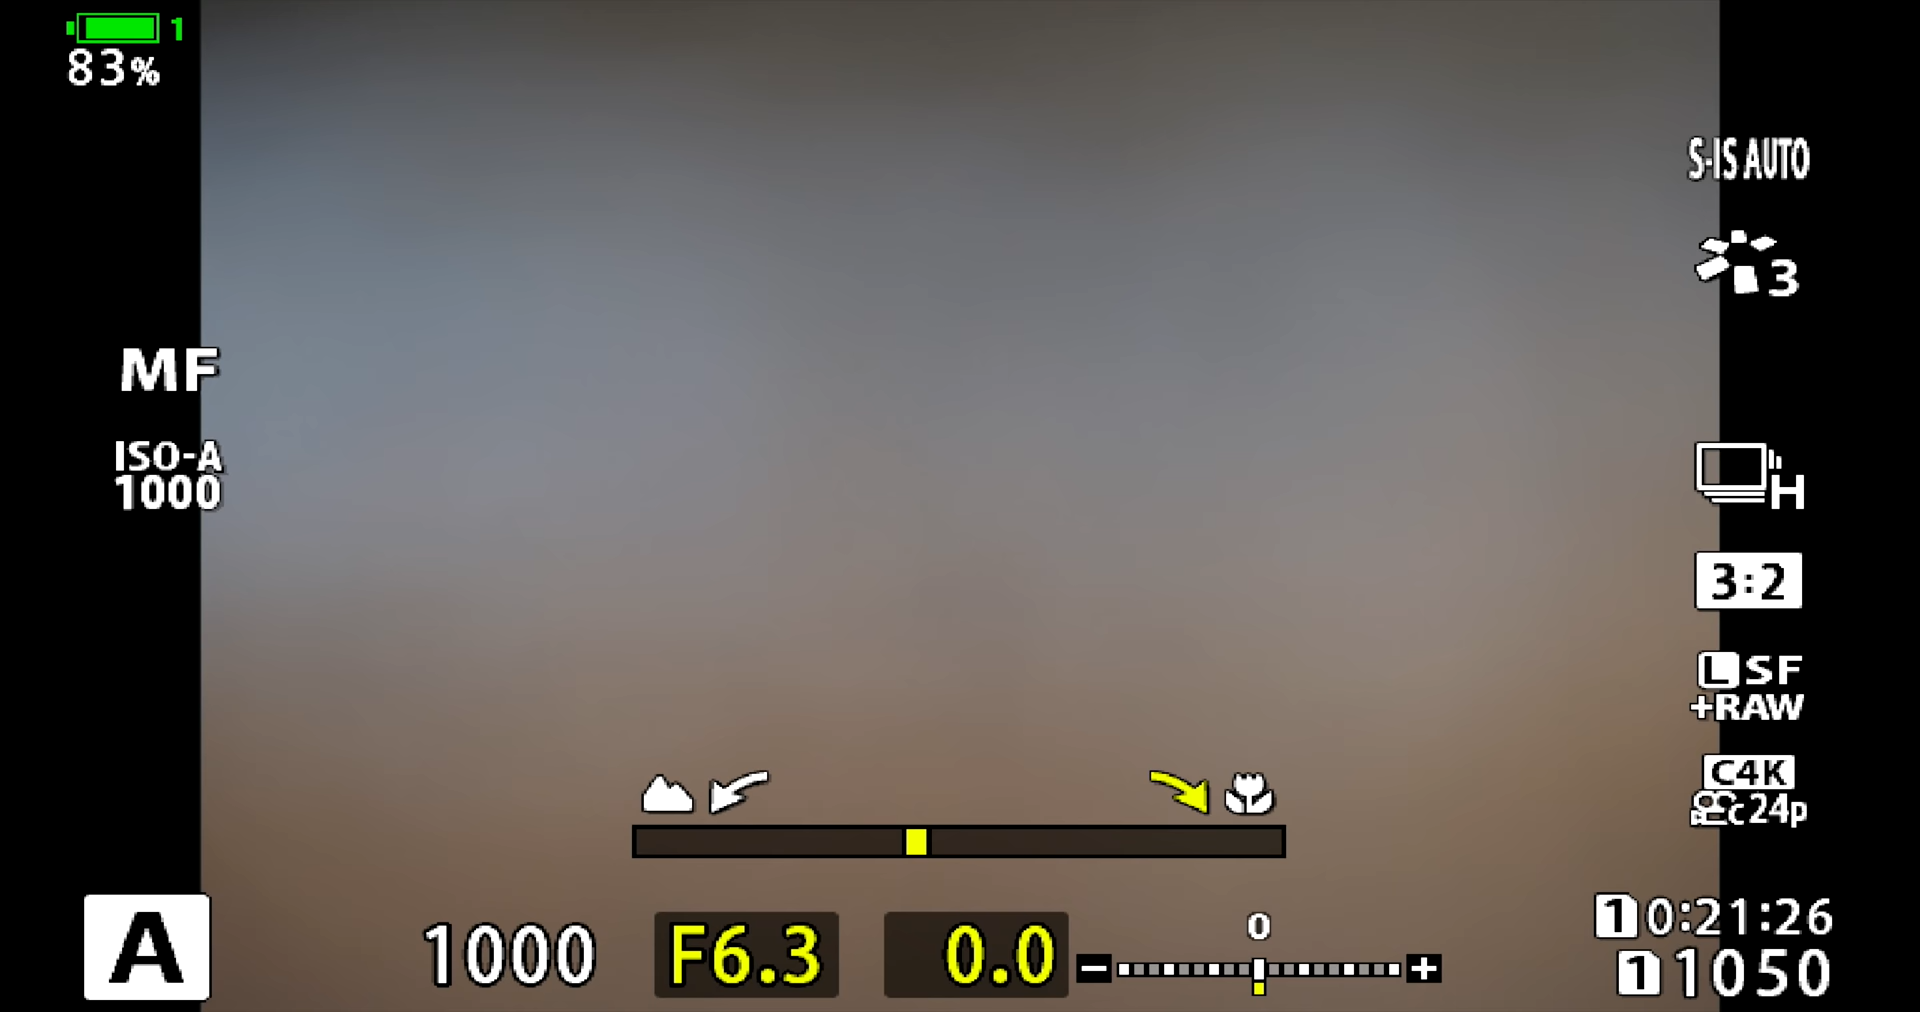 1
83%
S-IS AUTO
3
MF
ISO-A
1000
H
3:2
L SF
+RAW
C4K
c24p
A
1000 F6.3 0.0
0
− +
1 0:21:26
1 1050